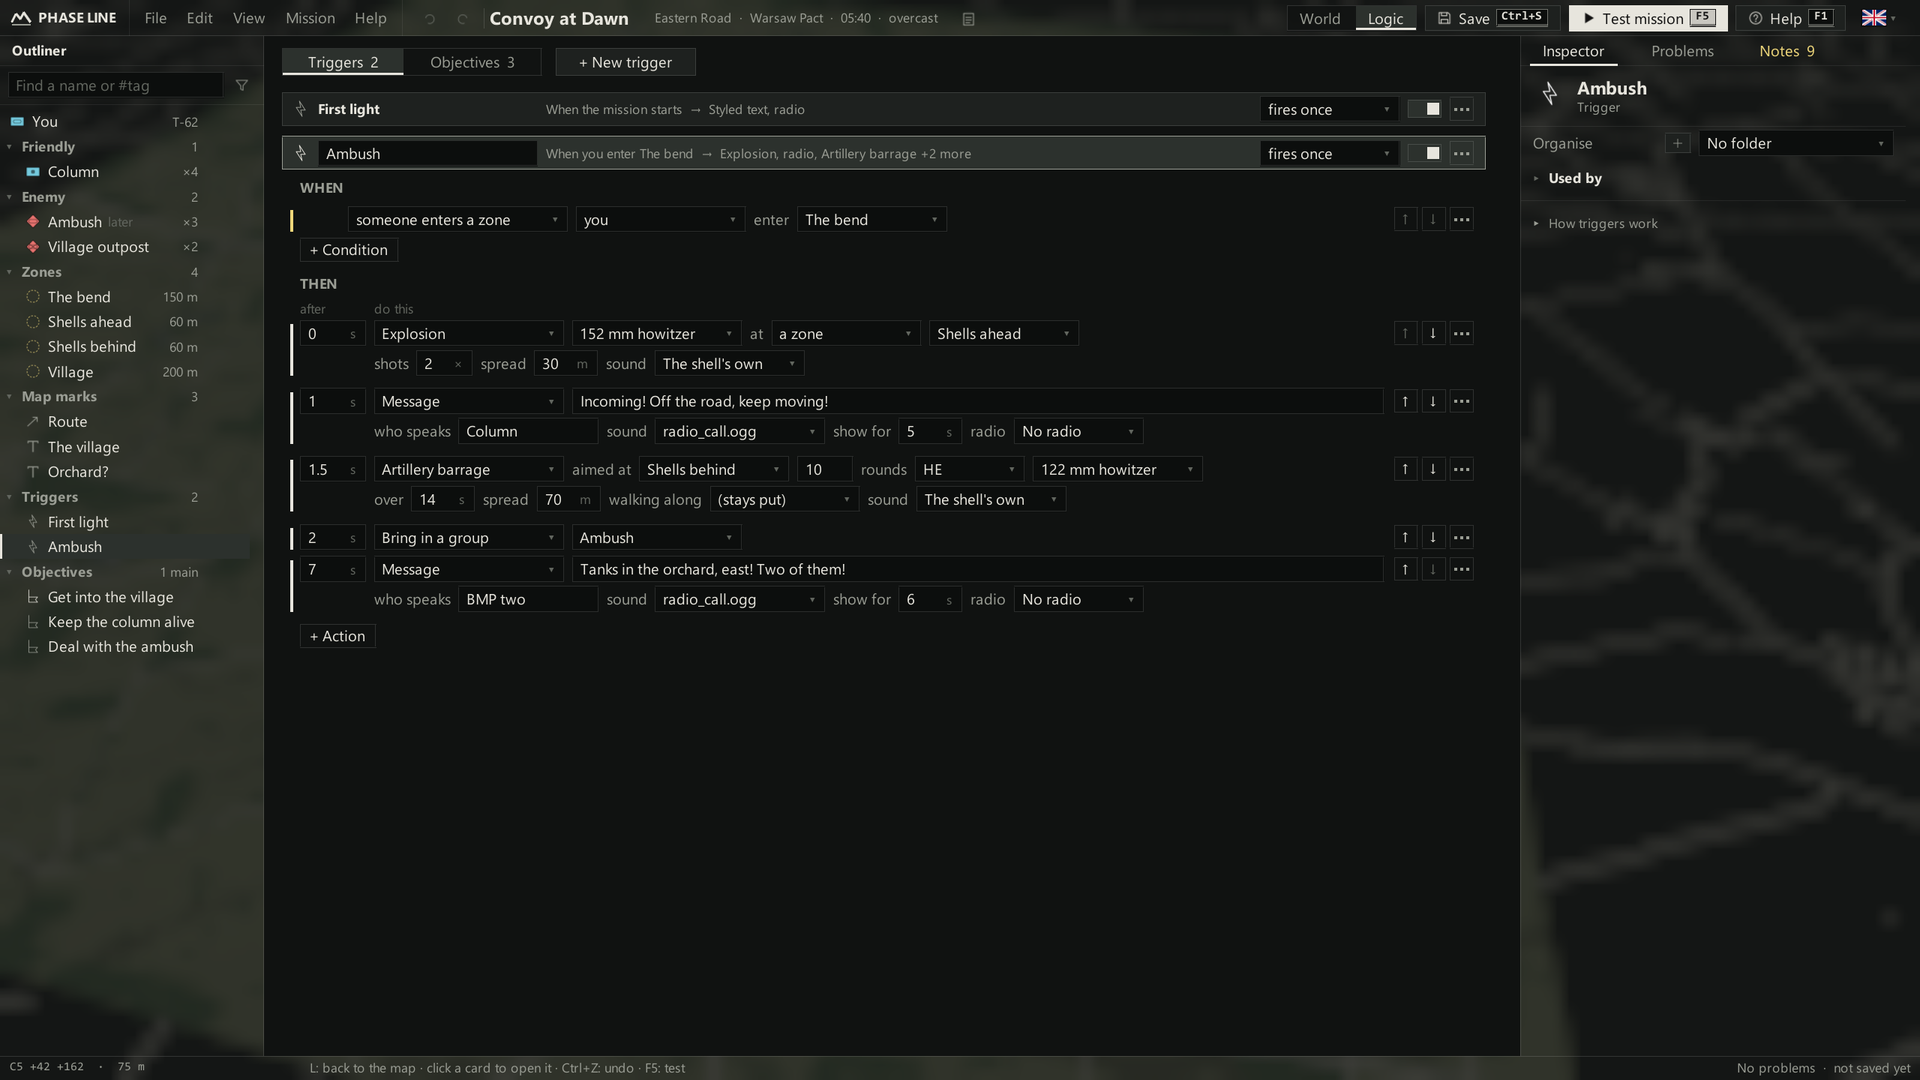 PHASE LINE File Edit View Mission Help Convoy at Dawn Eastern Road · Warsaw Pact · 05:40 · overcast World Logic Save Ctrl+S Test mission F5 Help F1
Outliner
Find a name or #tag
You T-62
Friendly 1
Column ×4
Enemy 2
Ambush later ×3
Village outpost ×2
Zones 4
The bend 150 m
Shells ahead 60 m
Shells behind 60 m
Village 200 m
Map marks 3
Route
The village
Orchard?
Triggers 2
First light
Ambush
Objectives 1 main
Get into the village
Keep the column alive
Deal with the ambush
Triggers 2 Objectives 3 + New trigger
First light When the mission starts → Styled text, radio fires once
Ambush When you enter The bend → Explosion, radio, Artillery barrage +2 more fires once
WHEN
someone enters a zone you enter The bend
+ Condition
THEN
after do this
0 s Explosion 152 mm howitzer at a zone Shells ahead
shots 2 × spread 30 m sound The shell's own
1 s Message Incoming! Off the road, keep moving!
who speaks Column sound radio_call.ogg show for 5 s radio No radio
1.5 s Artillery barrage aimed at Shells behind 10 rounds HE 122 mm howitzer
over 14 s spread 70 m walking along (stays put) sound The shell's own
2 s Bring in a group Ambush
7 s Message Tanks in the orchard, east! Two of them!
who speaks BMP two sound radio_call.ogg show for 6 s radio No radio
+ Action
Inspector Problems Notes 9
Ambush
Trigger
Organise + No folder
Used by
How triggers work
C5 +42 +162 · 75 m L: back to the map · click a card to open it · Ctrl+Z: undo · F5: test No problems · not saved yet